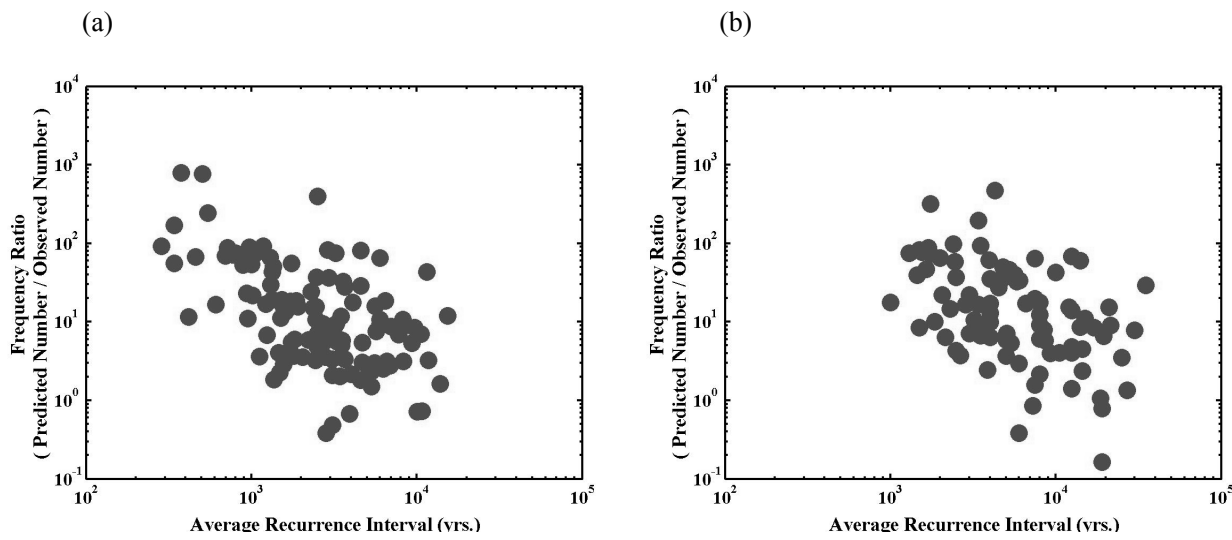 (a)
(b)
Frequency Ratio
( Predicted Number / Observed Number )
10^4
10^3
10^2
10^1
10^0
10^-1
10^2
10^3
10^4
10^5
Average Recurrence Interval (yrs.)
Frequency Ratio
( Predicted Number / Observed Number )
10^4
10^3
10^2
10^1
10^0
10^-1
10^2
10^3
10^4
10^5
Average Recurrence Interval (yrs.)